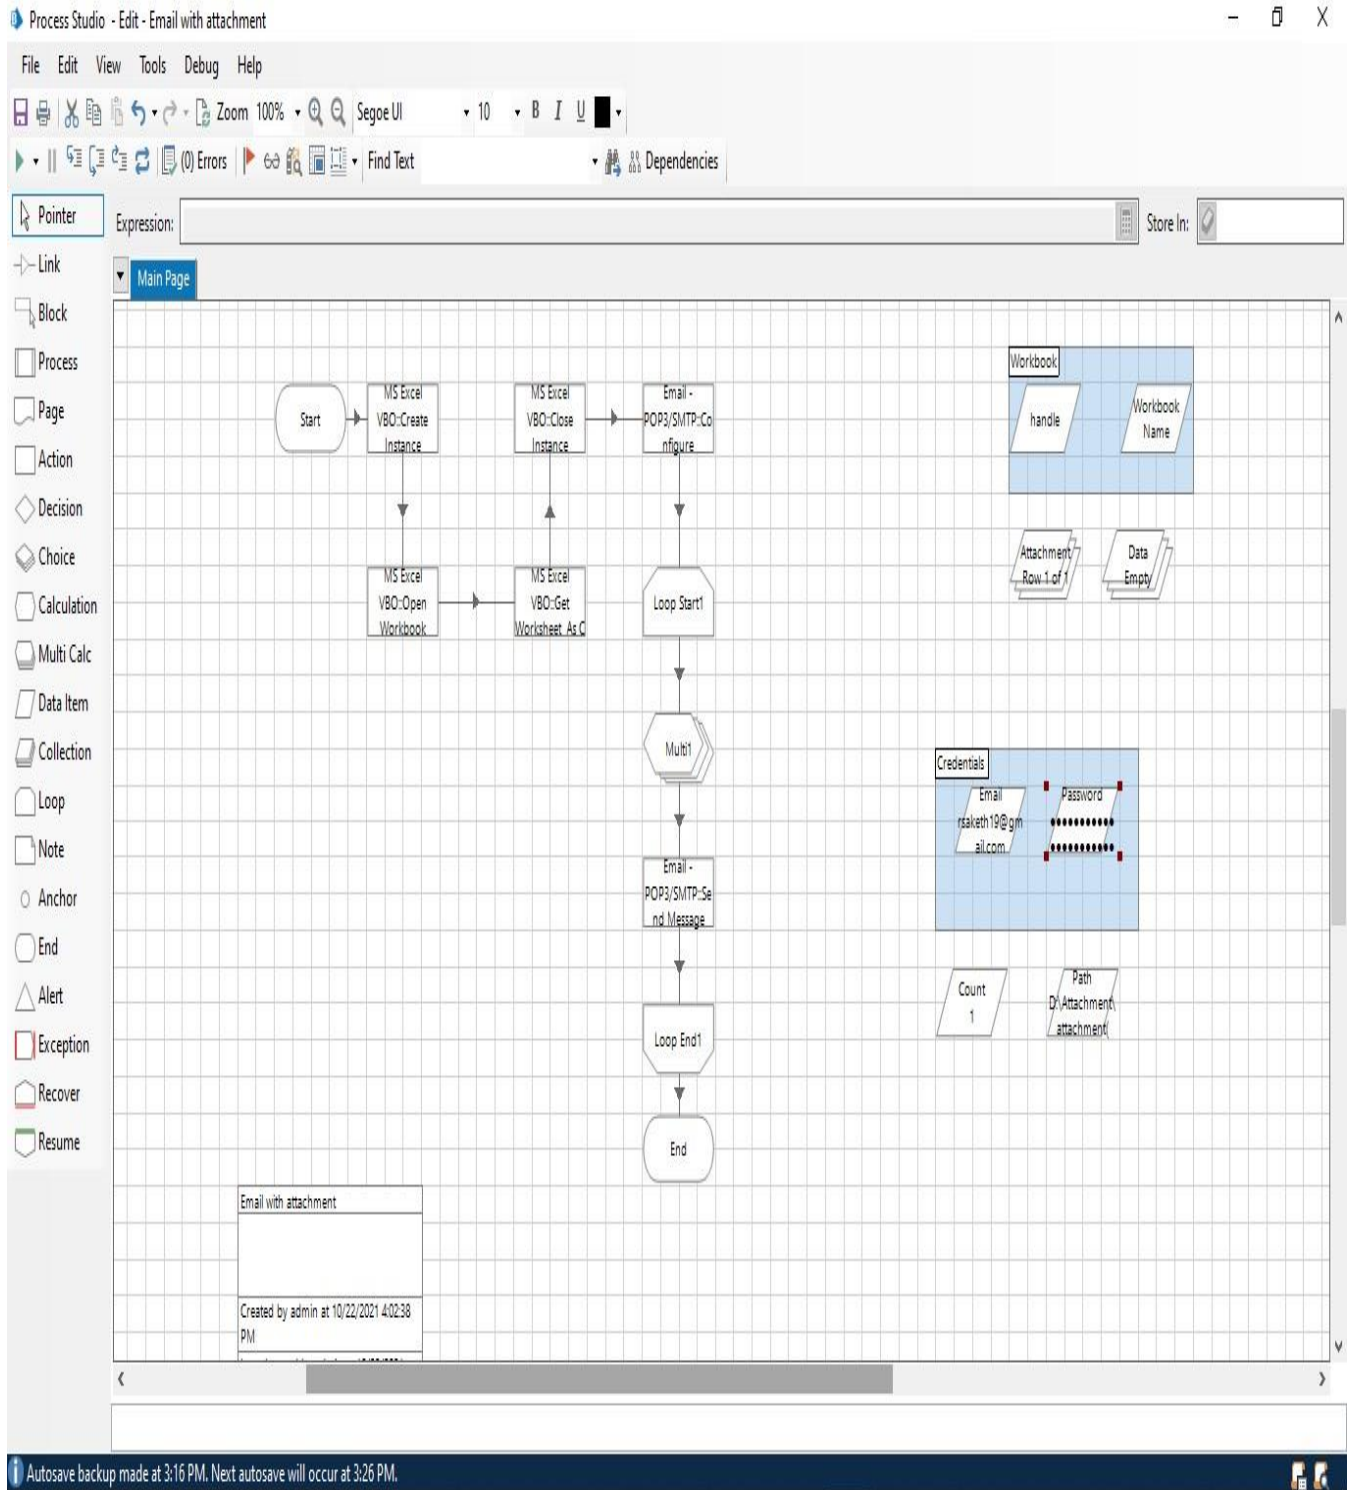 Process Studio - Edit - Email with attachment
File Edit View Tools Debug Help
Zoom 100% Segoe UI 10 B I U
(0) Errors Find Text Dependencies
Pointer
Expression:
Store In:
Link
Main Page
Block
Process
Page
Action
Decision
Choice
Calculation
Multi Calc
Data Item
Collection
Loop
Note
Anchor
End
Alert
Exception
Recover
Resume
Start
MS Excel
VBO::Create
Instance
MS Excel
VBO::Close
Instance
Email -
POP3/SMTP::Co
nfigure
MS Excel
VBO::Open
Workbook
MS Excel
VBO::Get
Worksheet As C
Loop Start1
Multi1
Email -
POP3/SMTP::Se
nd Message
Loop End1
End
Workbook
handle
Workbook
Name
Attachment
Row 1 of 1
Data
Empty
Credentials
Email
rsaketh19@gm
ail.com
Password
•••••••••••
•••••••••••
Count
1
Path
D:\Attachment\
attachment(
Email with attachment
Created by admin at 10/22/2021 4:02:38
PM
Autosave backup made at 3:16 PM. Next autosave will occur at 3:26 PM.